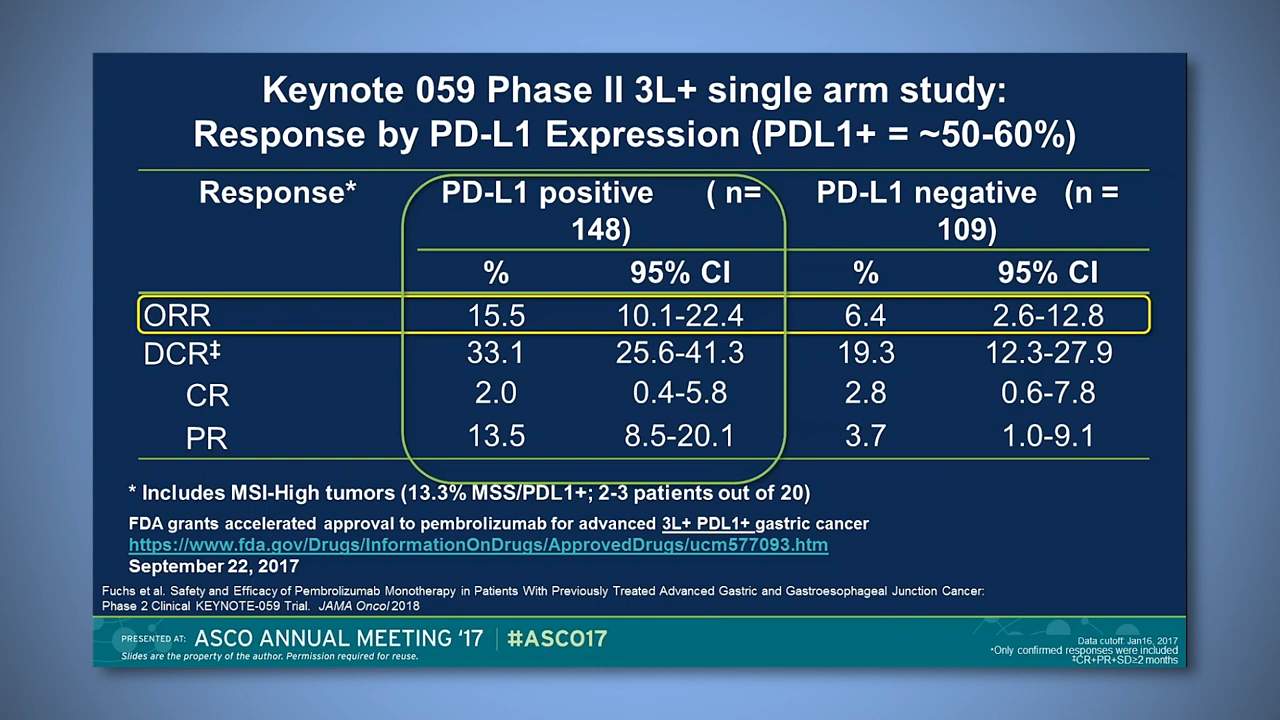 Keynote 059 Phase II 3L+ single arm study:
Response by PD-L1 Expression (PDL1+ = ~50-60%)
Response* PD-L1 positive ( n= 148) PD-L1 negative (n = 109)
% 95% CI % 95% CI
ORR 15.5 10.1-22.4 6.4 2.6-12.8
DCR‡ 33.1 25.6-41.3 19.3 12.3-27.9
CR 2.0 0.4-5.8 2.8 0.6-7.8
PR 13.5 8.5-20.1 3.7 1.0-9.1
* Includes MSI-High tumors (13.3% MSS/PDL1+; 2-3 patients out of 20)
FDA grants accelerated approval to pembrolizumab for advanced 3L+ PDL1+ gastric cancer
https://www.fda.gov/Drugs/InformationOnDrugs/ApprovedDrugs/ucm577093.htm
September 22, 2017
Fuchs et al. Safety and Efficacy of Pembrolizumab Monotherapy in Patients With Previously Treated Advanced Gastric and Gastroesophageal Junction Cancer:
Phase 2 Clinical KEYNOTE-059 Trial. JAMA Oncol 2018
PRESENTED AT: ASCO ANNUAL MEETING ‘17 | #ASCO17
Slides are the property of the author. Permission required for reuse.
Data cutoff: Jan16, 2017
*Only confirmed responses were included
‡CR+PR+SD≥2 months